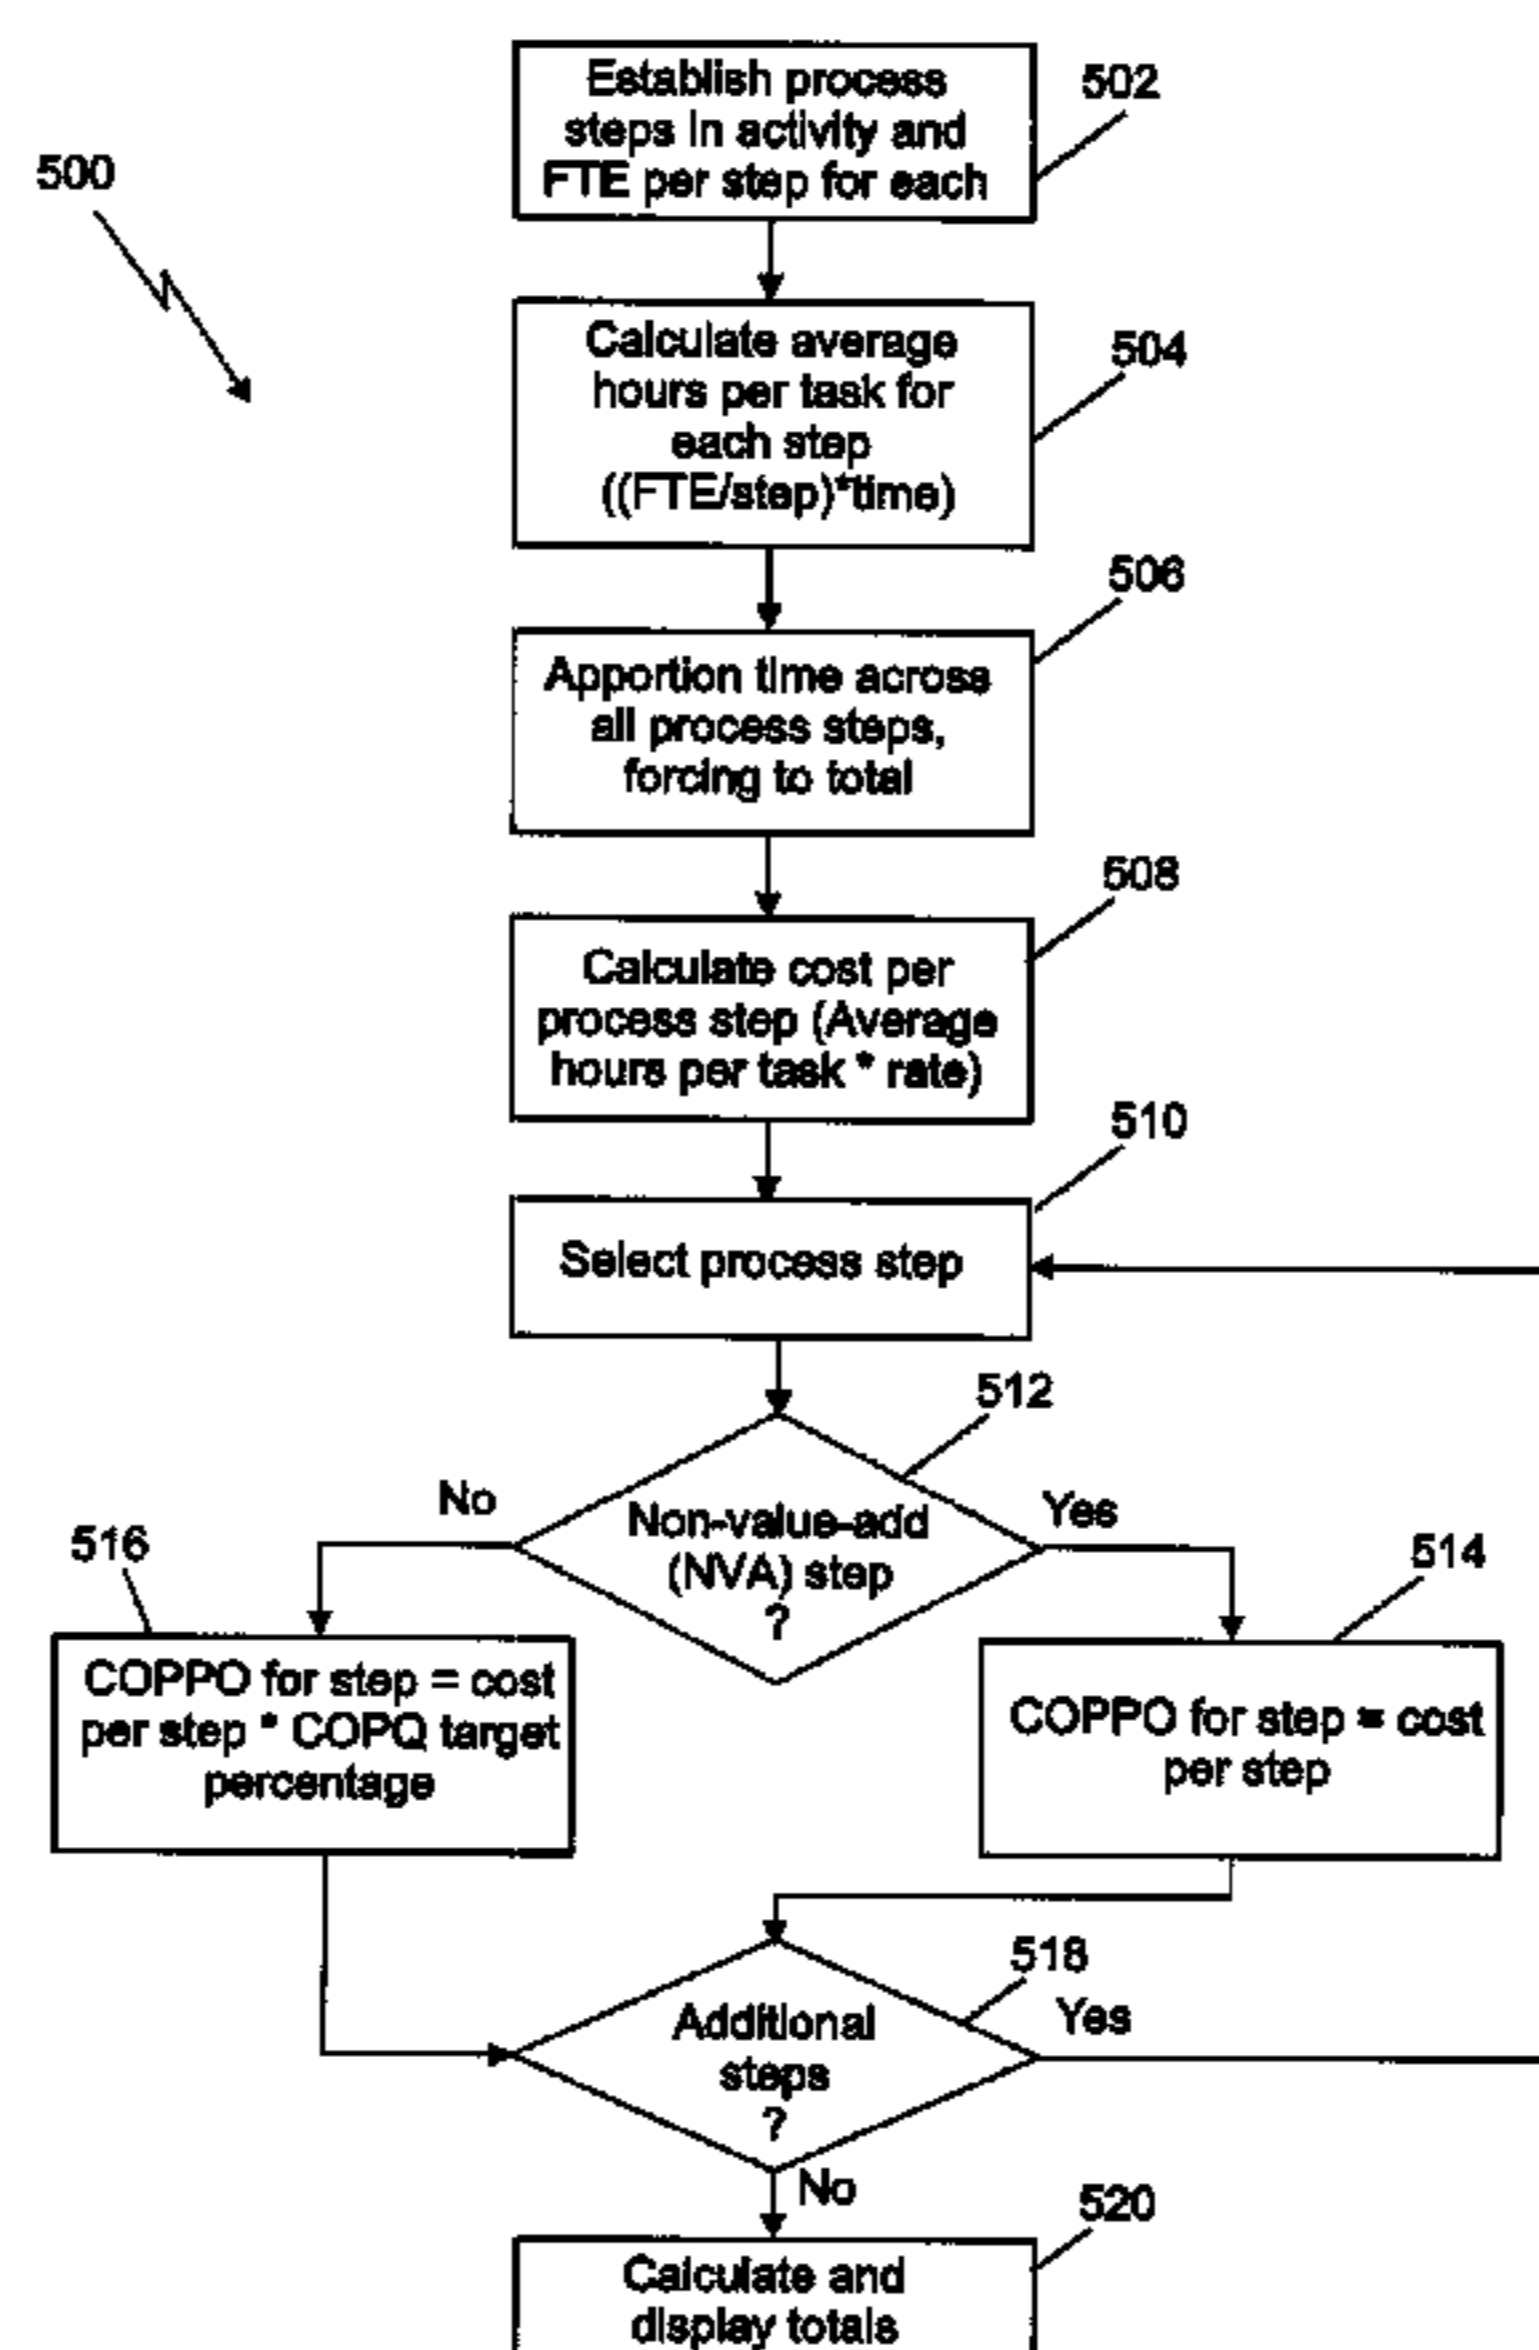 500
Establish process
steps in activity and
FTE per step for each
502
Calculate average
hours per task for
each step
((FTE/step)*time)
504
Apportion time across
all process steps,
forcing to total
506
Calculate cost per
process step (Average
hours per task * rate)
508
Select process step
510
Non-value-add
(NVA) step
?
512
No
Yes
516
COPPO for step = cost
per step * COPQ target
percentage
514
COPPO for step = cost
per step
Additional
steps
?
518
Yes
No
520
Calculate and
display totals